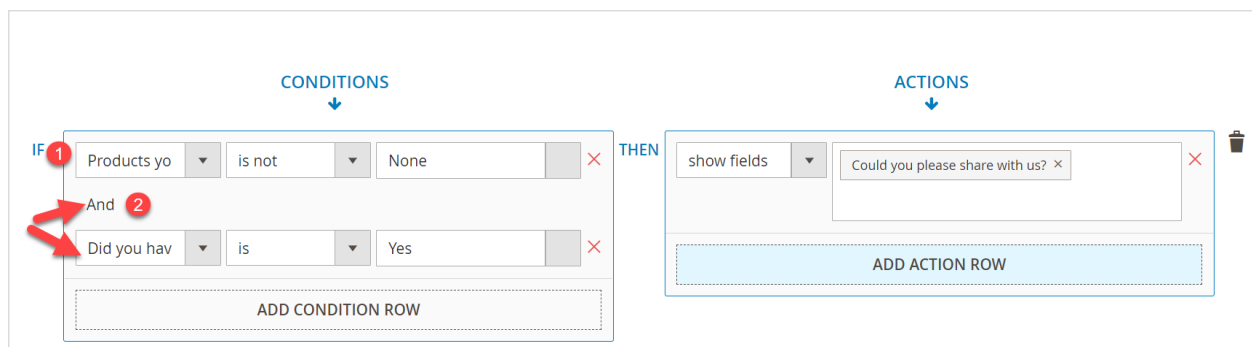 CONDITIONS
ACTIONS
IF 1 Products yo is not None THEN show fields Could you please share with us? ×
And 2
Did you hav is Yes
ADD ACTION ROW
ADD CONDITION ROW